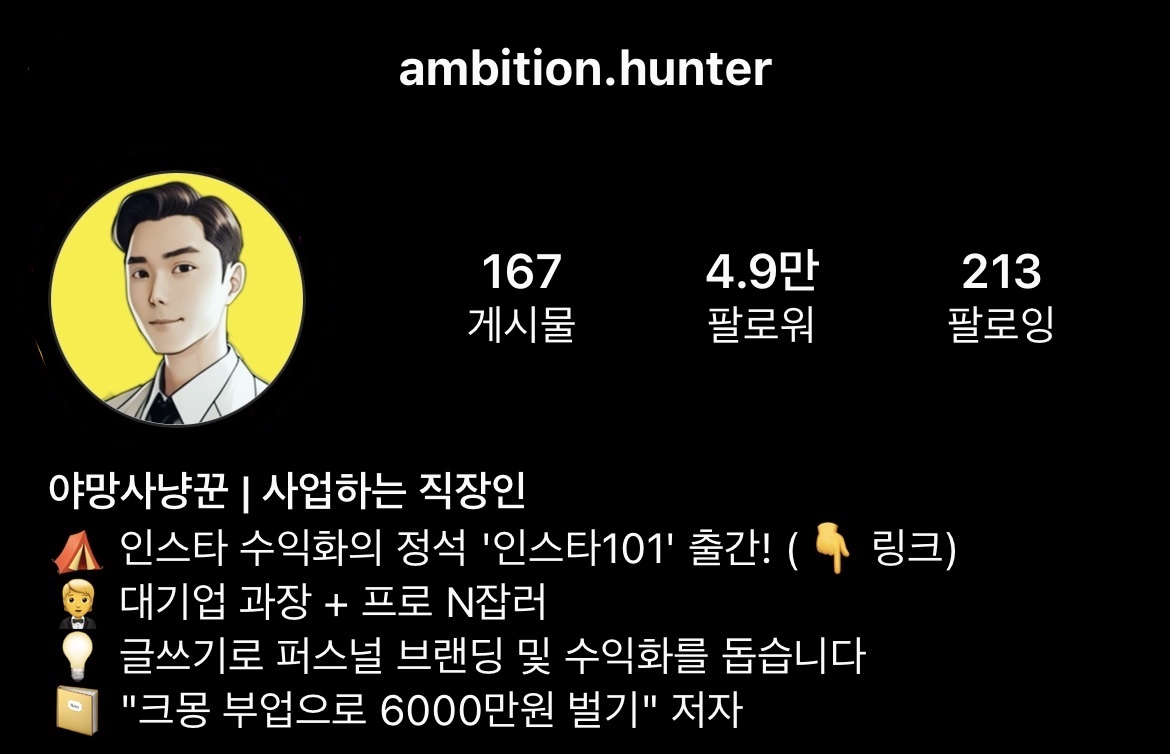 ambition.hunter
167 4.9만 213
게시물 팔로워 팔로잉
야망사냥꾼 | 사업하는 직장인
⛺ 인스타 수익화의 정석 '인스타101' 출간! (👇 링크)
🤵 대기업 과장 + 프로 N잡러
💡 글쓰기로 퍼스널 브랜딩 및 수익화를 돕습니다
📔 "크몽 부업으로 6000만원 벌기" 저자